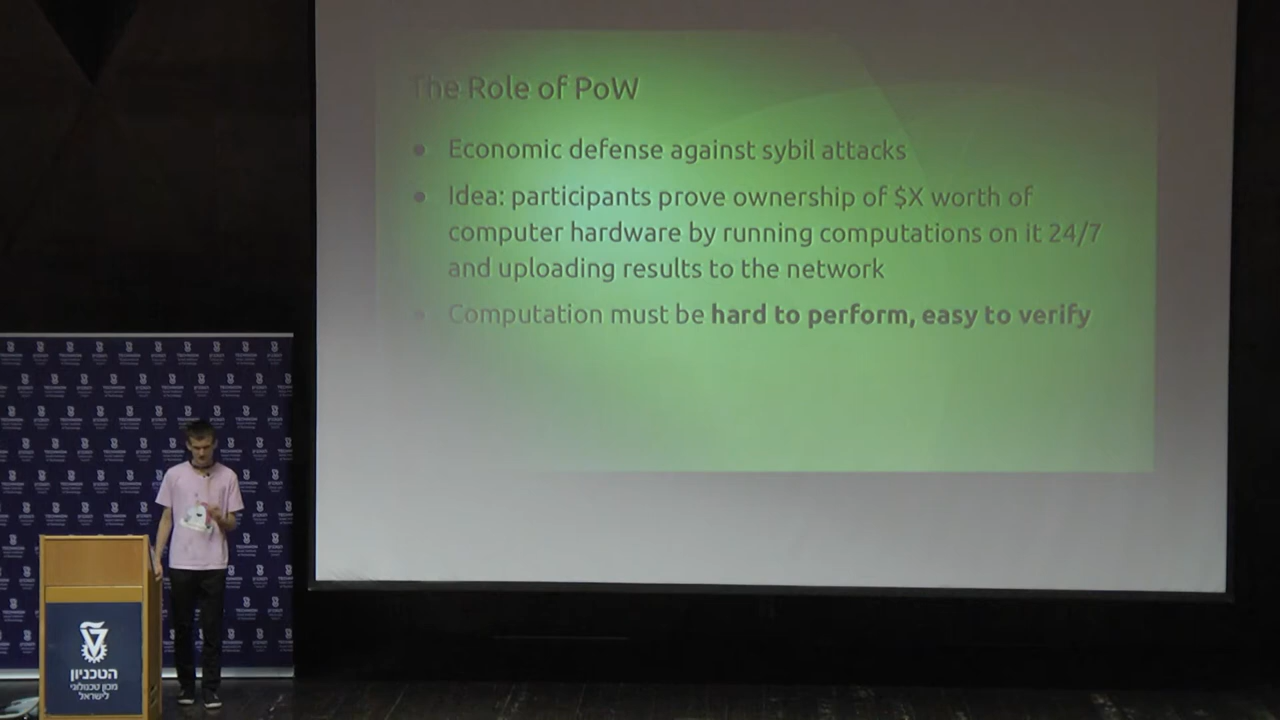 The Role of PoW
Economic defense against sybil attacks
Idea: participants prove ownership of $X worth of
computer hardware by running computations on it 24/7
and uploading results to the network
Computation must be hard to perform, easy to verify
הטכניון
מכון טכנולוגי
לישראל